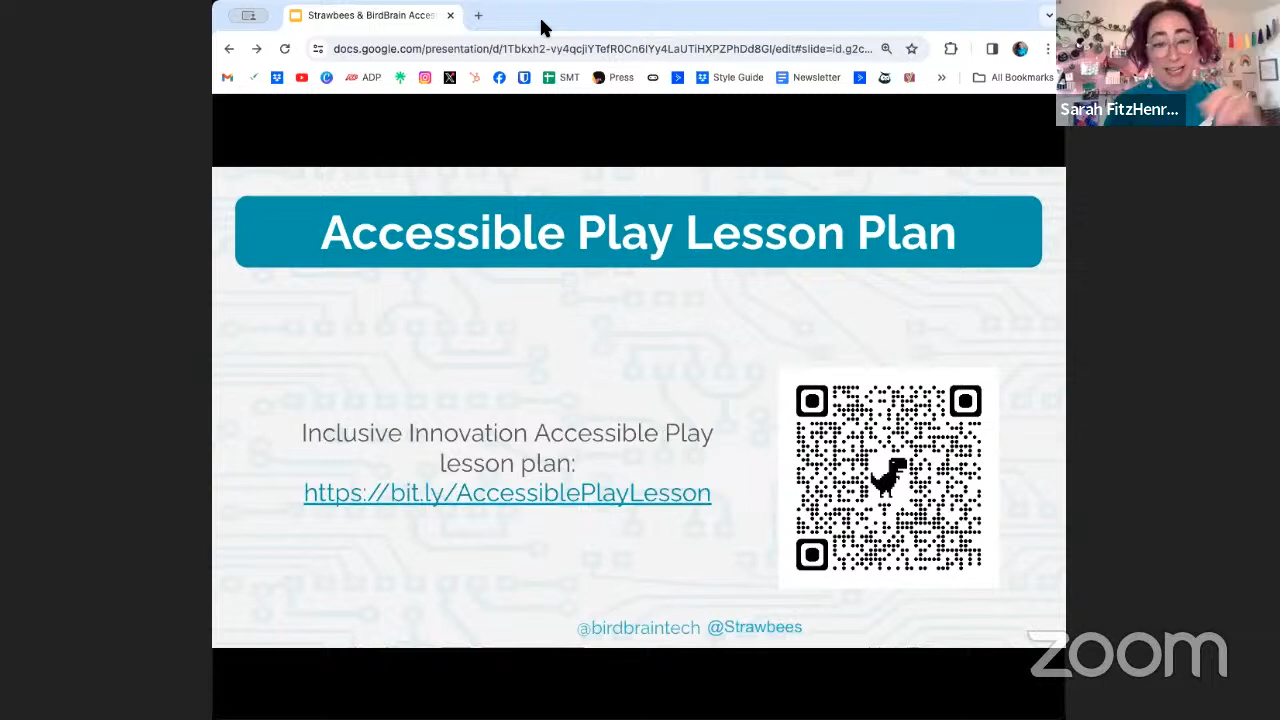 Strawbees & BirdBrain Acces
docs.google.com/presentation/d/1Tbkxh2-vy4qcjiYTefR0Cn6lYy4LaUTiHXPZPhDd8GI/edit#slide=id.g2c...
ADP
SMT
Press
Style Guide
Newsletter
»
All Bookmarks
Sarah FitzHenr...
Accessible Play Lesson Plan
Inclusive Innovation Accessible Play
lesson plan:
https://bit.ly/AccessiblePlayLesson
@birdbraintech @Strawbees
zoom